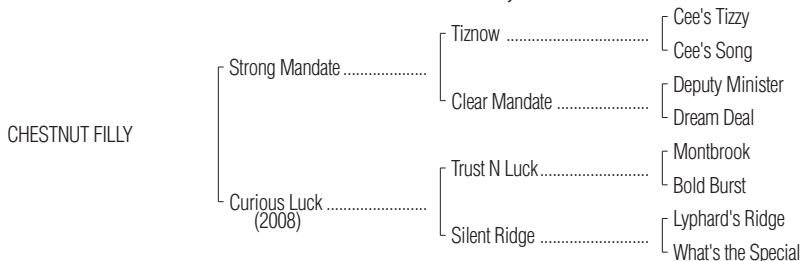 Cee's Tizzy
Tiznow ..................................
Cee's Song
Strong Mandate ....................
Deputy Minister
Clear Mandate ......................
Dream Deal
CHESTNUT FILLY
Montbrook
Trust N Luck..........................
Bold Burst
Curious Luck ........................
(2008)
Lyphard's Ridge
Silent Ridge ..........................
What's the Special